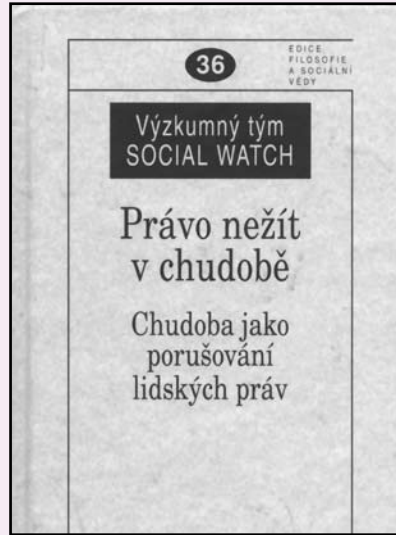 36
EDICE
FILOSOFIE
A SOCIÁLNÍ
VĚDY
Výzkumný tým
SOCIAL WATCH
Právo nežít
v chudobě
Chudoba jako
porušování
lidských práv